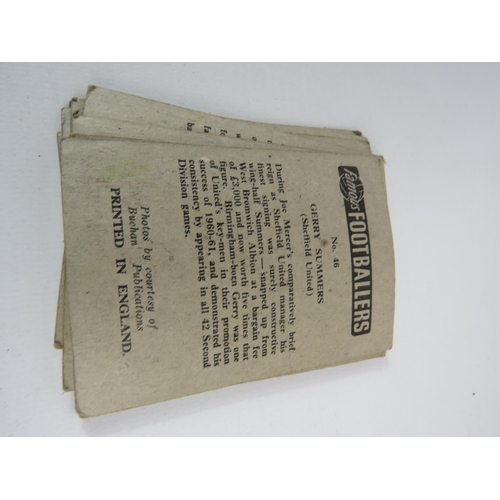 Famous FOOTBALLERS
No. 46
GERRY SUMMERS
(Sheffield United)
During Joe Mercer's comparatively brief
reign as Sheffield United manager his
finest signing was surely constructive
wing-half Summers — snapped up from
West Bromwich Albion at a bargain fee
of £3,000 and now worth five times that
figure. Birmingham-born Gerry was one
of United's key-men in their promotion
success of 1960-61, and demonstrated his
consistency by appearing in all 42 Second
Division games.
Photos by courtesy of
Buchan Publications
PRINTED IN ENGLAND.